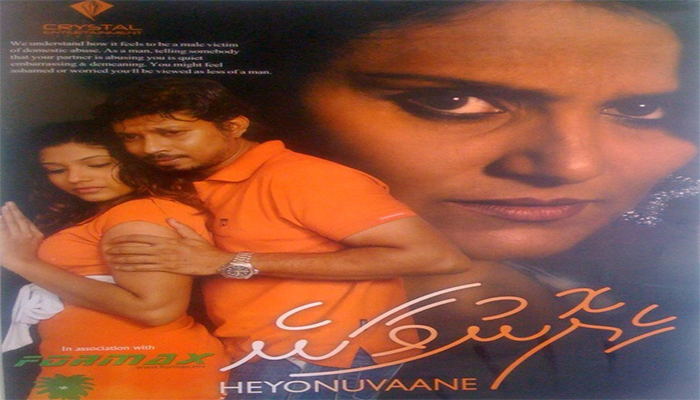 CRYSTAL
ENTERTAINMENT
We understand how it feels to be a male victim
of domestic abuse. As a man, telling somebody
that your partner is abusing you is quiet
embarrassing & demeaning. You might feel
ashamed or worried you'll be viewed as less of a man.
ހެޔޮނުވާނެ
HEYONUVAANE
In association with
FORMAX